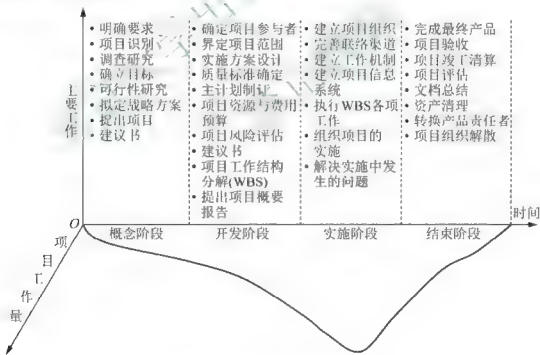 主要工作
• 明确要求
• 项目识别
• 调查研究
• 确立目标
• 可行性研究
• 拟定战略方案
• 提出项目
• 建议书
• 确定项目参与者
• 界定项目范围
• 实施方案设计
• 质量标准确定
• 主计划制订
• 项目资源与费用
预算
• 项目风险评估
• 建议书
• 项目工作结构
分解(WBS)
• 提出项目概要
报告
• 建立项目组织
• 完善联络渠道
• 建立工作机制
• 建立项目信息
系统
• 执行WBS各项
工作
• 组织项目的
实施
• 解决实施中发
生的问题
• 完成最终产品
• 项目验收
• 项目竣工清算
• 项目评估
• 文档总结
• 资产清理
• 转换产品责任者
• 项目组织解散
O
时间
概念阶段
开发阶段
实施阶段
结束阶段
项目工作量